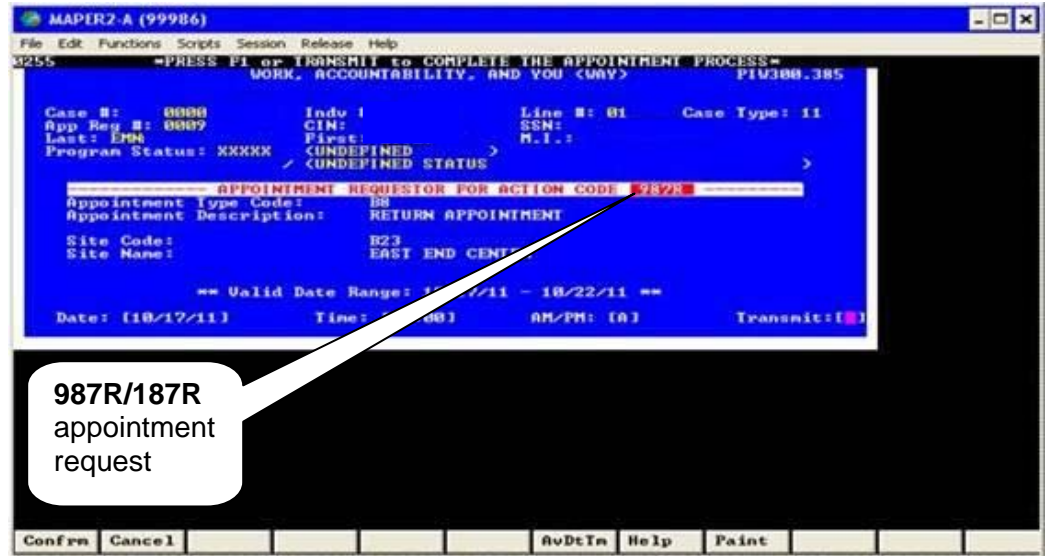 MAPER2-A (99986)
File Edit Functions Scripts Session Release Help
=PRESS F1 or TRANSMIT to COMPLETE THE APPOINTMENT PROCESS=
WORK, ACCOUNTABILITY, AND YOU <WAY> PIW300.385
Case #: 0000 Indv Line #: 01 Case Type: 11
App Reg #: 0009 CIN: SSN:
Last: First: M.I.:
Program Status: XXXXX <UNDEFINED >
/ <UNDEFINED STATUS >
APPOINTMENT REQUESTOR FOR ACTION CODE 987R
Appointment Type Code: B8
Appointment Description: RETURN APPOINTMENT
Site Code: B23
Site Name: EAST END
** Valid Date Range: - 10/22/11 **
Date: [10/17/11] Time: AM/PM: [A] Transmit:[ ]
987R/187R
appointment
request
Confrm Cancel AvDtTm Help Paint